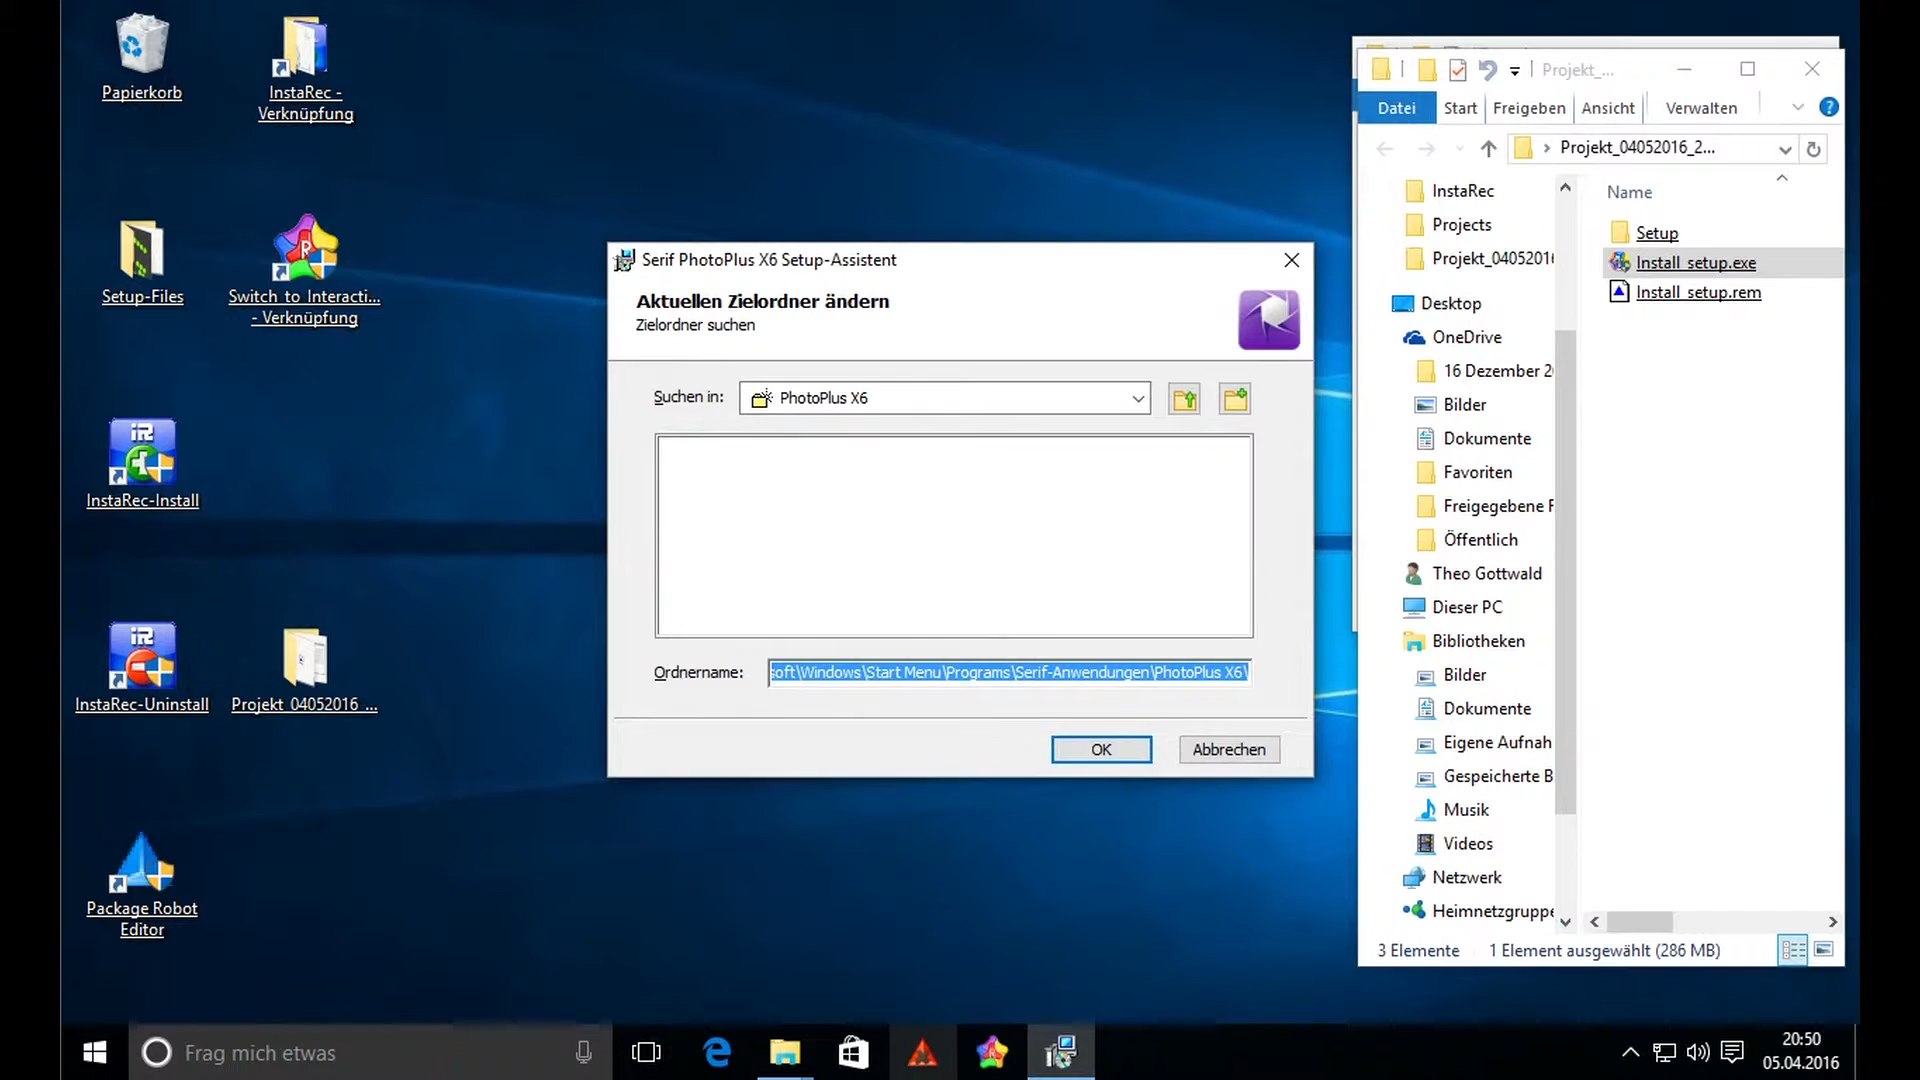 Papierkorb
InstaRec -
Verknüpfung
Setup-Files
Switch to Interacti...
- Verknüpfung
InstaRec-Install
InstaRec-Uninstall
Projekt_04052016_...
Package Robot
Editor
Serif PhotoPlus X6 Setup-Assistent
Aktuellen Zielordner ändern
Zielordner suchen
Suchen in:
PhotoPlus X6
Ordnername:
soft\Windows\Start Menu\Programs\Serif-Anwendungen\PhotoPlus X6\
OK
Abbrechen
Projekt_...
Datei
Start
Freigeben
Ansicht
Verwalten
Projekt_04052016_2...
InstaRec
Projects
Projekt_04052016
Desktop
OneDrive
16 Dezember 2
Bilder
Dokumente
Favoriten
Freigegebene F
Öffentlich
Theo Gottwald
Dieser PC
Bibliotheken
Bilder
Dokumente
Eigene Aufnah
Gespeicherte B
Musik
Videos
Netzwerk
Heimnetzgruppe
Name
Setup
Install_setup.exe
Install_setup.rem
3 Elemente
1 Element ausgewählt (286 MB)
Frag mich etwas
20:50
05.04.2016